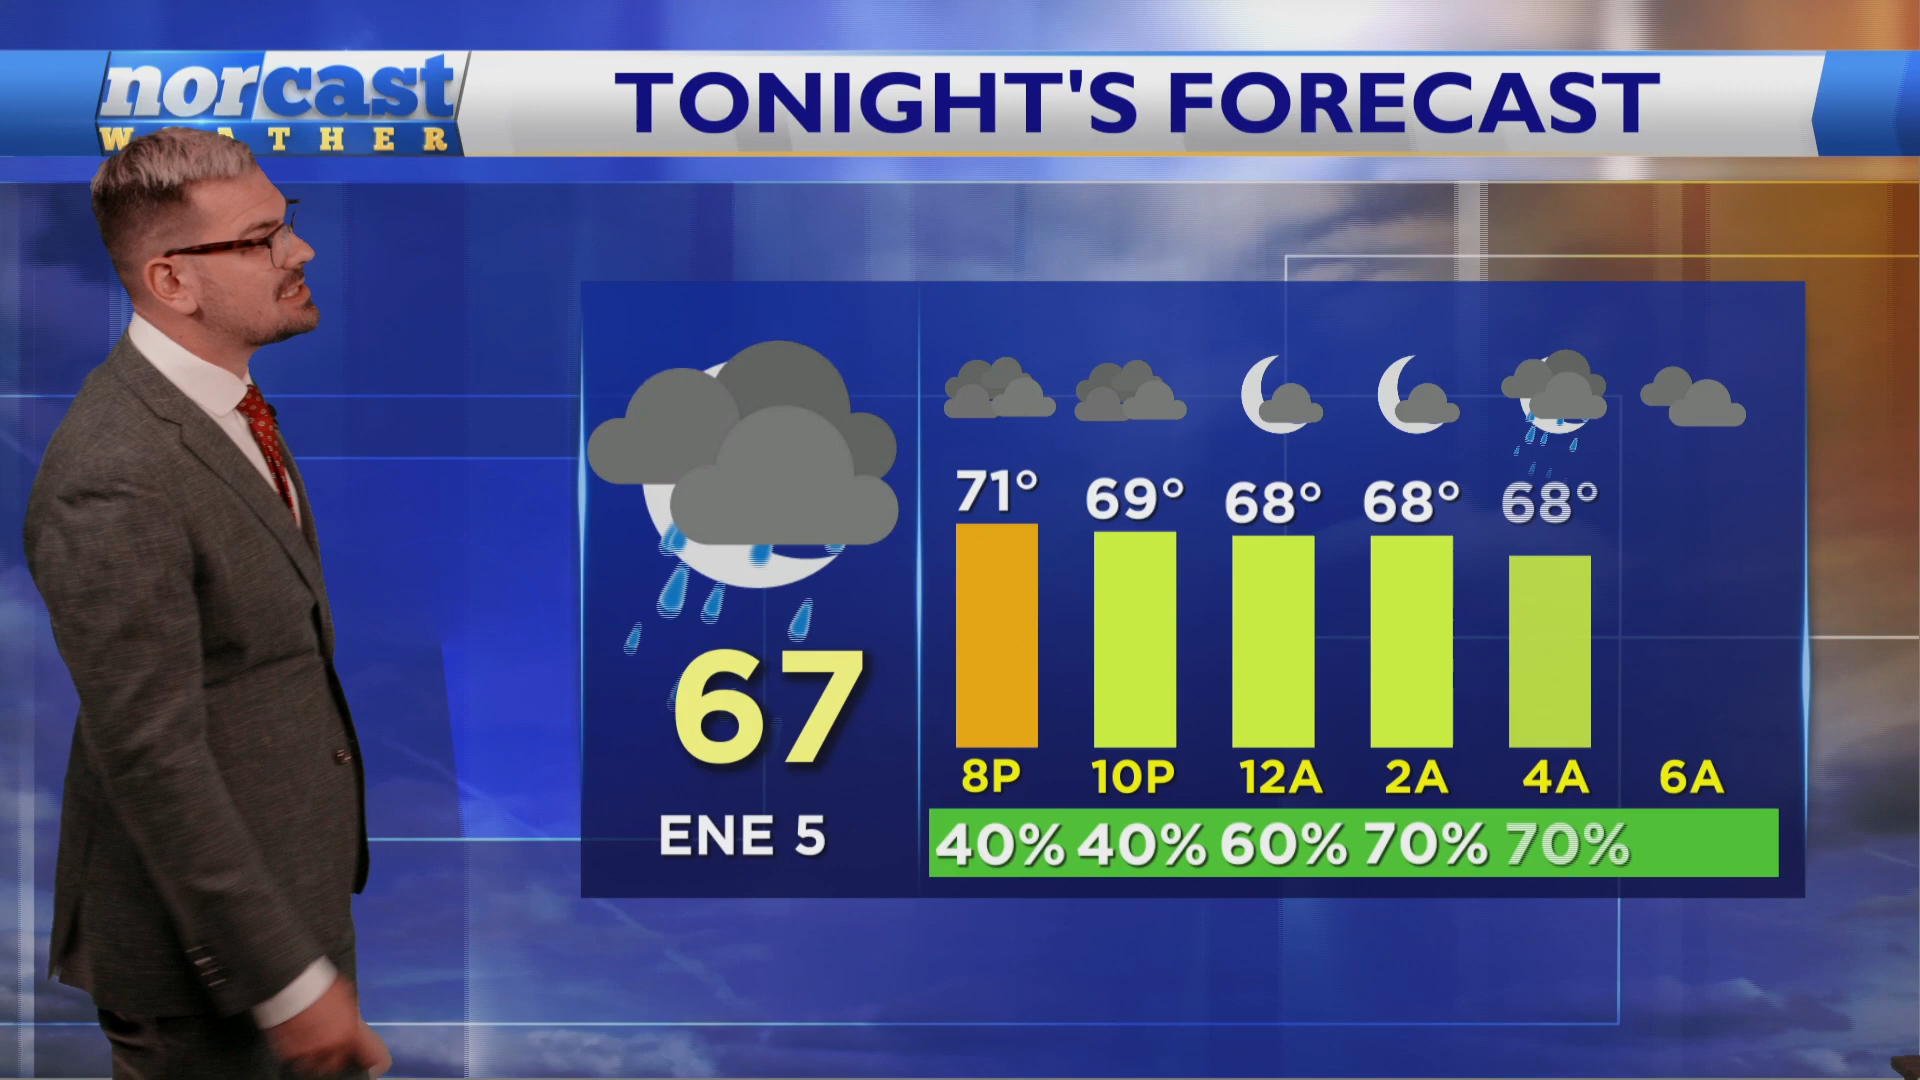 norcast
WEATHER
TONIGHT'S FORECAST
67
ENE 5
71° 69° 68° 68° 68°
8P 10P 12A 2A 4A 6A
40% 40% 60% 70% 70%